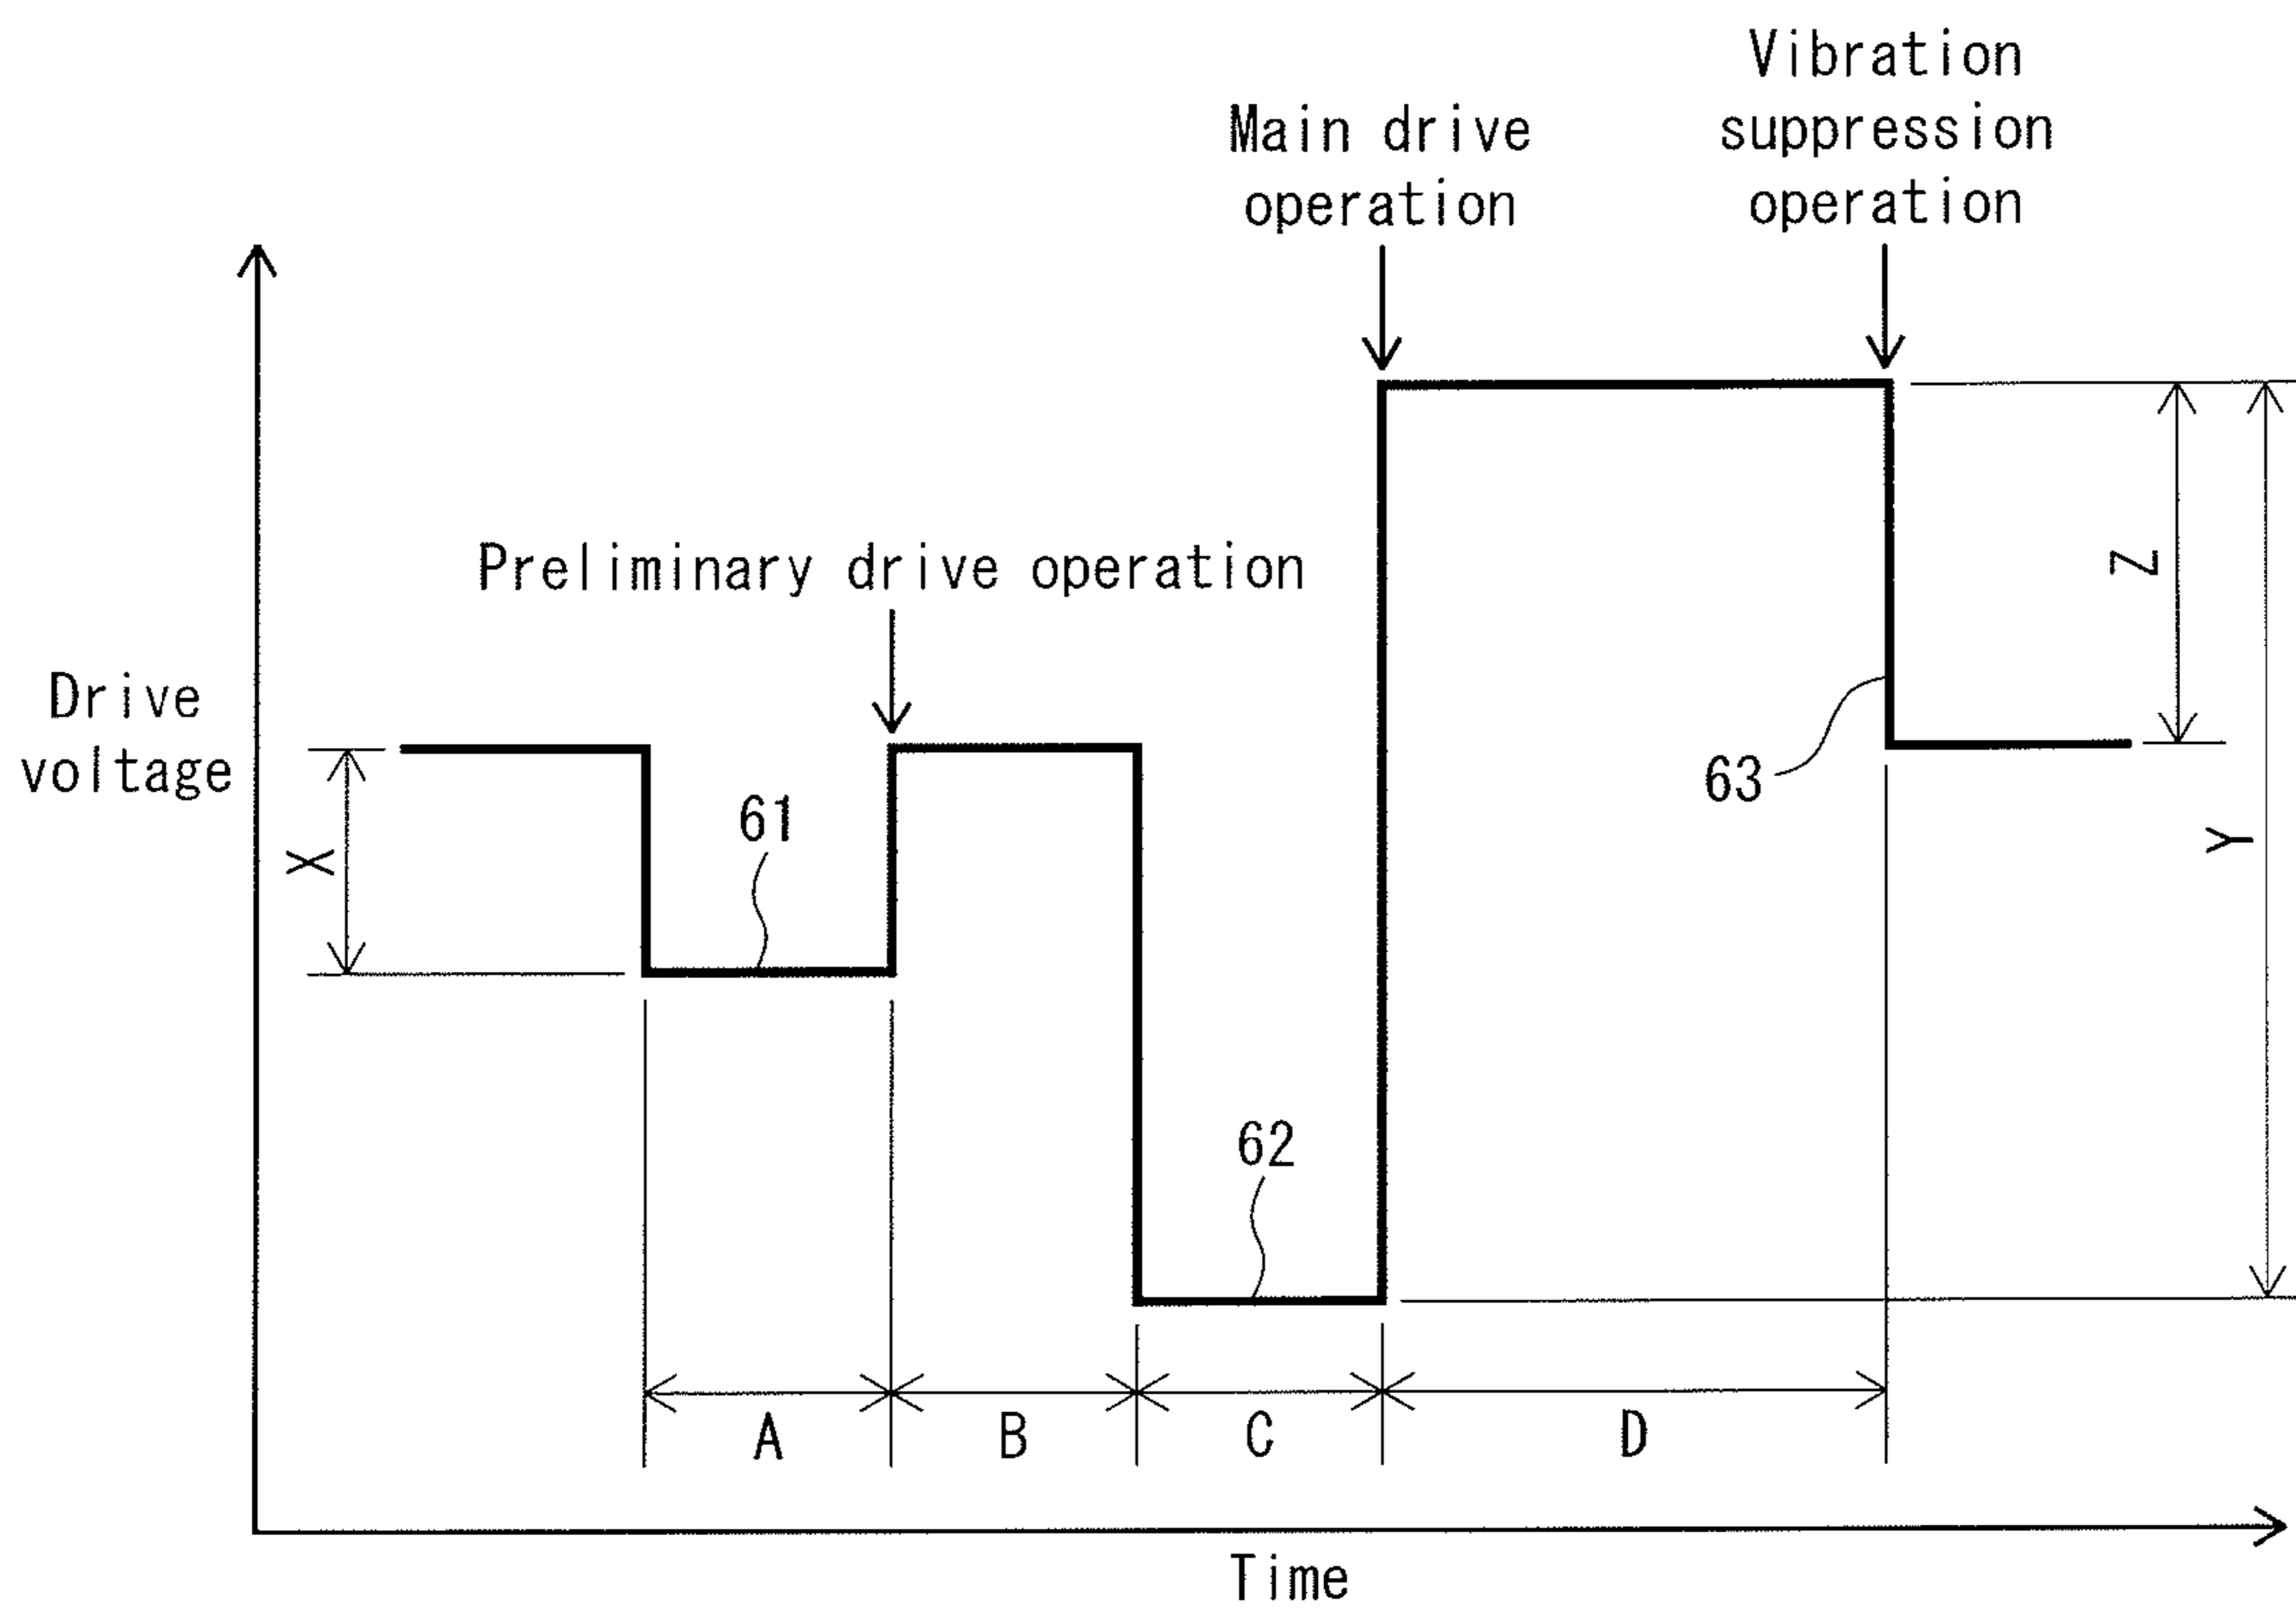 Vibration
suppression
operation
Main drive
operation
Preliminary drive operation
Drive
voltage
X
61
62
63
Z
Y
A
B
C
D
Time